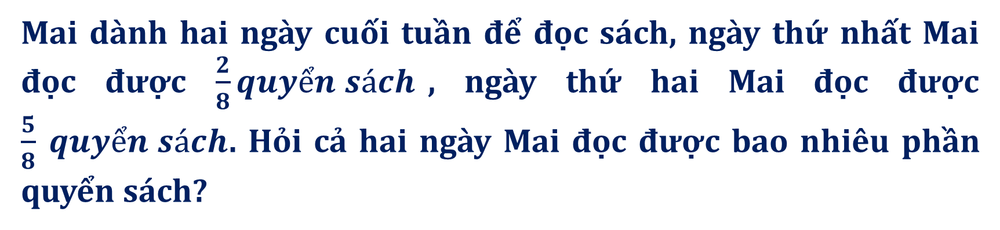 Mai dành hai ngày cuối tuần để đọc sách, ngày thứ nhất Mai
đọc được 2/8 quyển sách , ngày thứ hai Mai đọc được
5/8 quyển sách. Hỏi cả hai ngày Mai đọc được bao nhiêu phần
quyển sách?